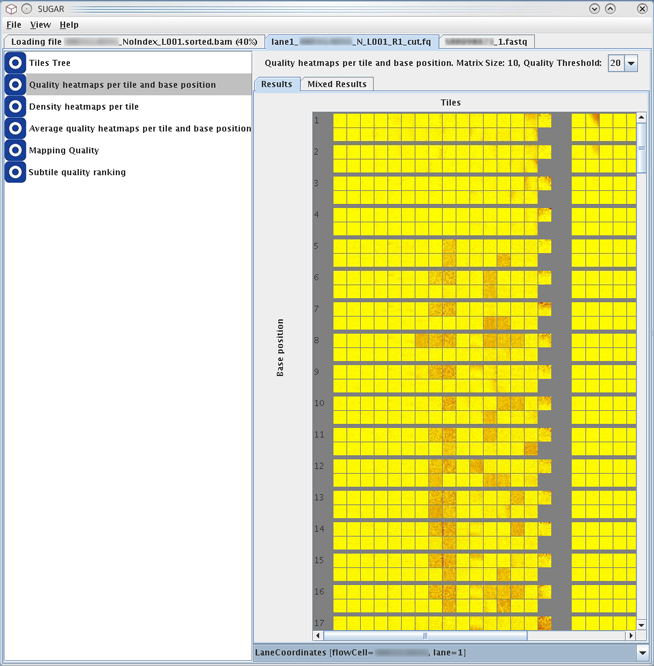 SUGAR
File View Help
Loading file _NoIndex_L001.sorted.bam (40%) lane1_ _N_L001_R1_cut.fq _1.fastq
Tiles Tree
Quality heatmaps per tile and base position
Density heatmaps per tile
Average quality heatmaps per tile and base position
Mapping Quality
Subtile quality ranking
Quality heatmaps per tile and base position. Matrix Size: 10, Quality Threshold: 20
Results Mixed Results
Tiles
Base position
1
2
3
4
5
6
7
8
9
10
11
12
13
14
15
16
17
LaneCoordinates [flowCell= , lane=1]